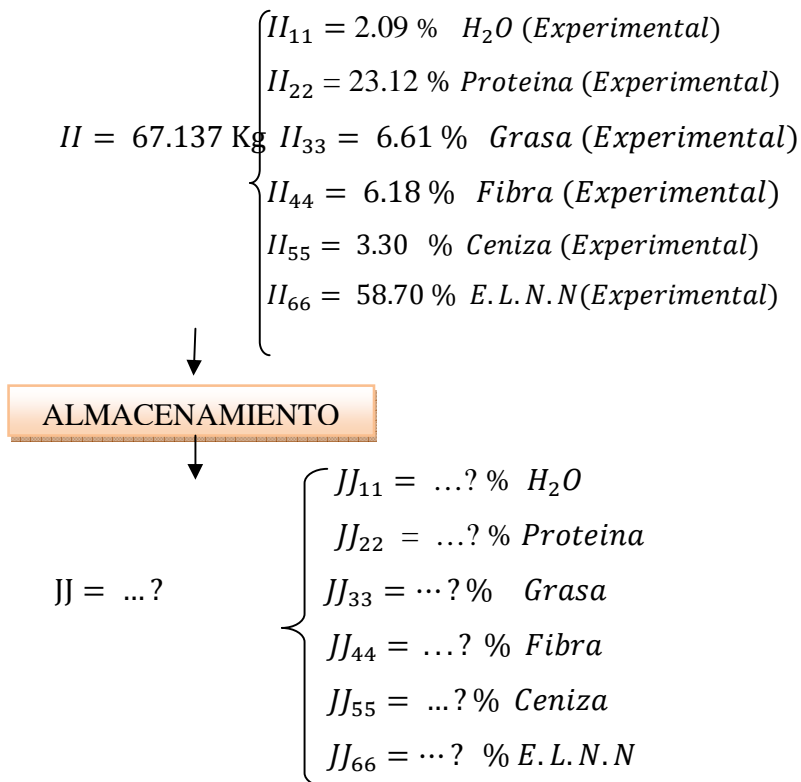 II₁₁ = 2.09 % H₂O (Experimental)
II₂₂ = 23.12 % Proteina (Experimental)
II = 67.137 Kg II₃₃ = 6.61 % Grasa (Experimental)
II₄₄ = 6.18 % Fibra (Experimental)
II₅₅ = 3.30 % Ceniza (Experimental)
II₆₆ = 58.70 % E.L.N.N(Experimental)
ALMACENAMIENTO
JJ₁₁ = …? % H₂O
JJ₂₂ = …? % Proteina
JJ = ...? JJ₃₃ = ⋯? % Grasa
JJ₄₄ = …? % Fibra
JJ₅₅ = ...? % Ceniza
JJ₆₆ = ⋯? % E.L.N.N